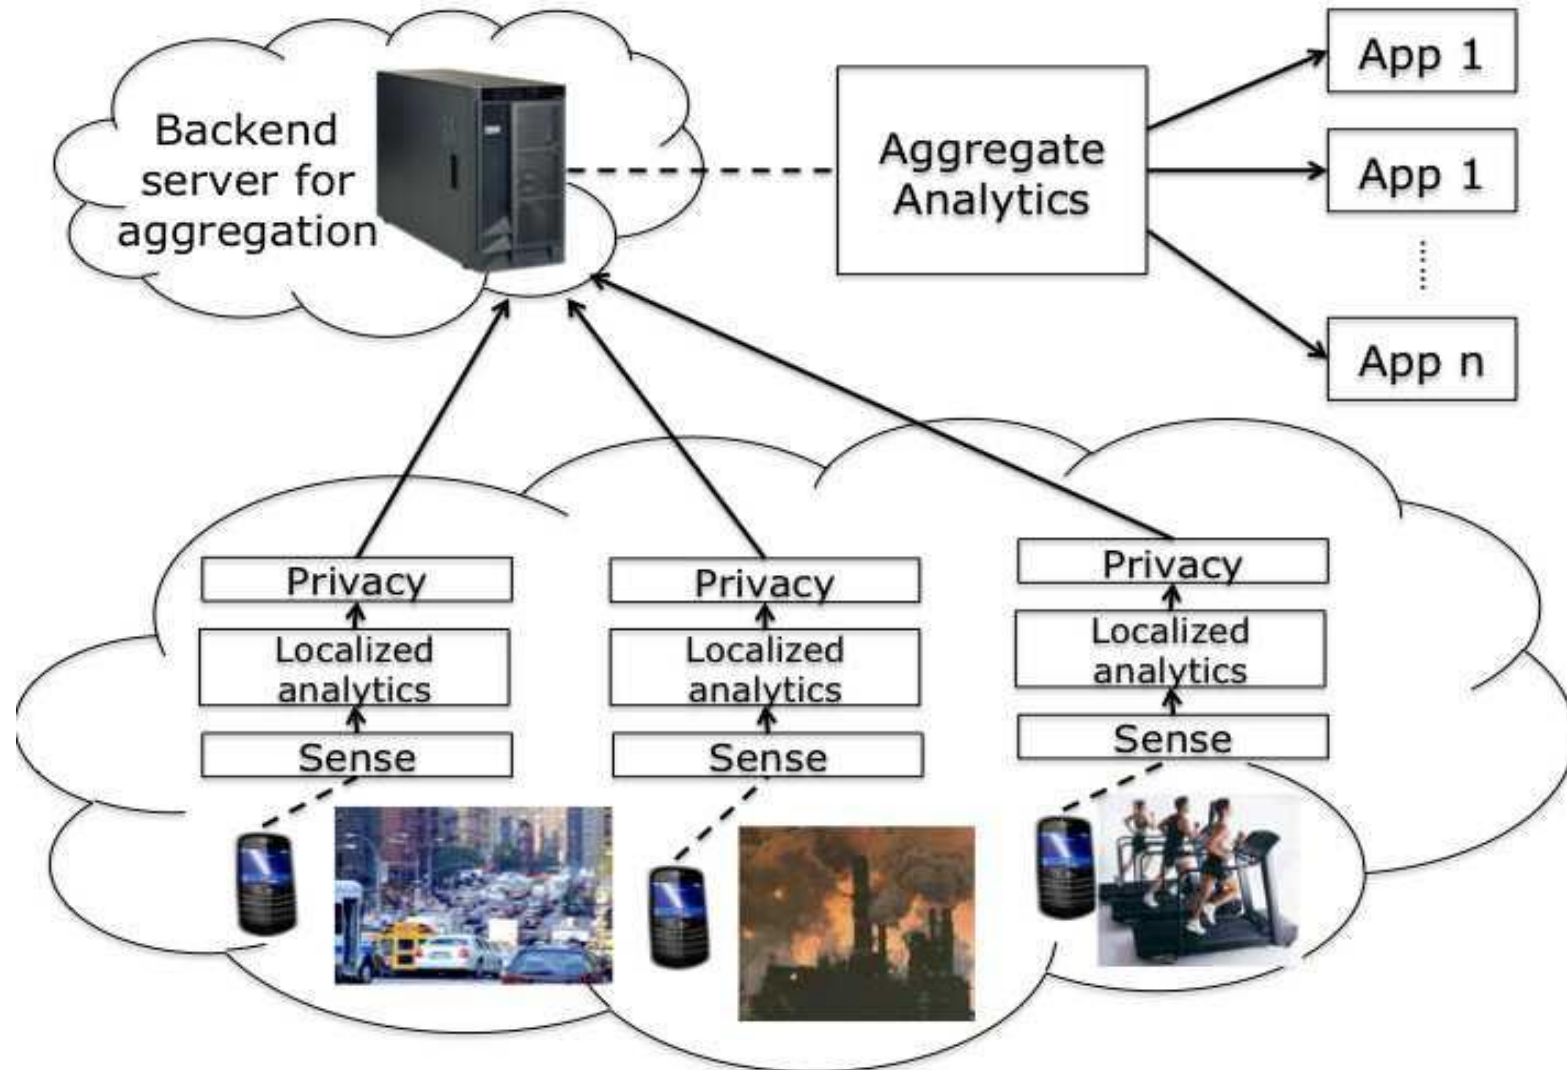 Backend
server for
aggregation
Aggregate
Analytics
App 1
App 1
App n
Privacy
Localized
analytics
Sense
Privacy
Localized
analytics
Sense
Privacy
Localized
analytics
Sense